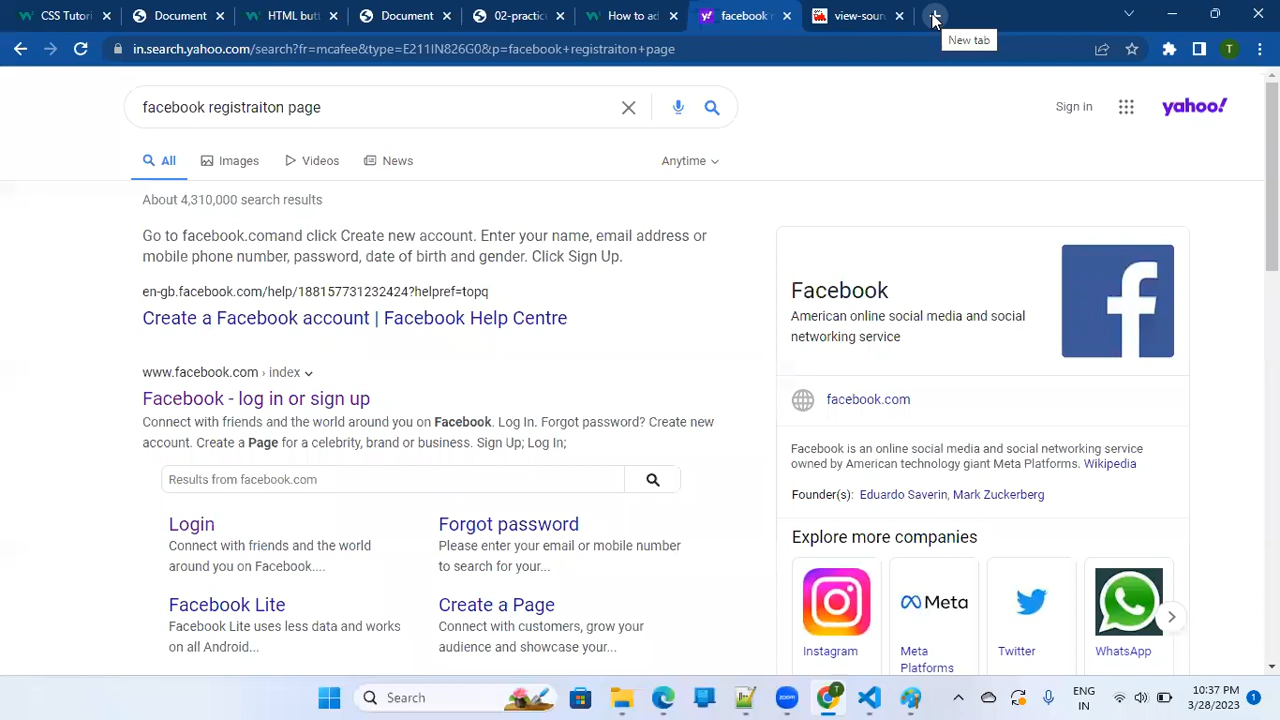 CSS Tutori
Document
HTML but
Document
02-practic
How to ad
facebook r
view-sour
New tab
in.search.yahoo.com/search?fr=mcafee&type=E211IN826G0&p=facebook+registraiton+page
T
facebook registraiton page
Sign in
yahoo!
All
Images
Videos
News
Anytime
About 4,310,000 search results
Go to facebook.comand click Create new account. Enter your name, email address or
mobile phone number, password, date of birth and gender. Click Sign Up.
en-gb.facebook.com/help/188157731232424?helpref=topq
Create a Facebook account | Facebook Help Centre
www.facebook.com › index
Facebook - log in or sign up
Connect with friends and the world around you on Facebook. Log In. Forgot password? Create new
account. Create a Page for a celebrity, brand or business. Sign Up; Log In;
Results from facebook.com
Login
Connect with friends and the world
around you on Facebook....
Forgot password
Please enter your email or mobile number
to search for your...
Facebook Lite
Facebook Lite uses less data and works
on all Android...
Create a Page
Connect with customers, grow your
audience and showcase your...
Facebook
American online social media and social
networking service
facebook.com
Facebook is an online social media and social networking service
owned by American technology giant Meta Platforms. Wikipedia
Founder(s): Eduardo Saverin, Mark Zuckerberg
Explore more companies
Meta
Instagram
Meta
Platforms
Twitter
WhatsApp
Search
zoom
T
ENG
IN
10:37 PM
3/28/2023
1